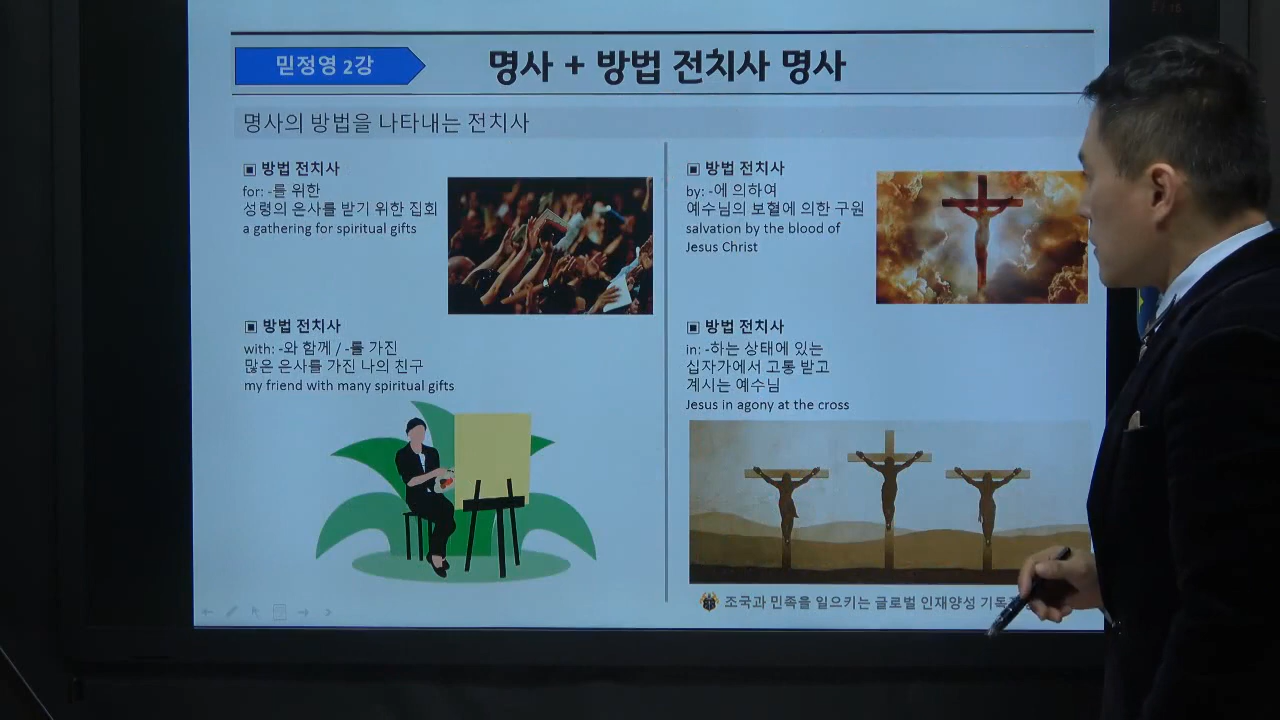 믿정영 2강
명사 + 방법 전치사 명사
명사의 방법을 나타내는 전치사
▣ 방법 전치사
for: -를 위한
성령의 은사를 받기 위한 집회
a gathering for spiritual gifts
▣ 방법 전치사
with: -와 함께 / -를 가진
많은 은사를 가진 나의 친구
my friend with many spiritual gifts
▣ 방법 전치사
by: -에 의하여
예수님의 보혈에 의한 구원
salvation by the blood of
Jesus Christ
▣ 방법 전치사
in: -하는 상태에 있는
십자가에서 고통 받고
계시는 예수님
Jesus in agony at the cross
조국과 민족을 일으키는 글로벌 인재양성